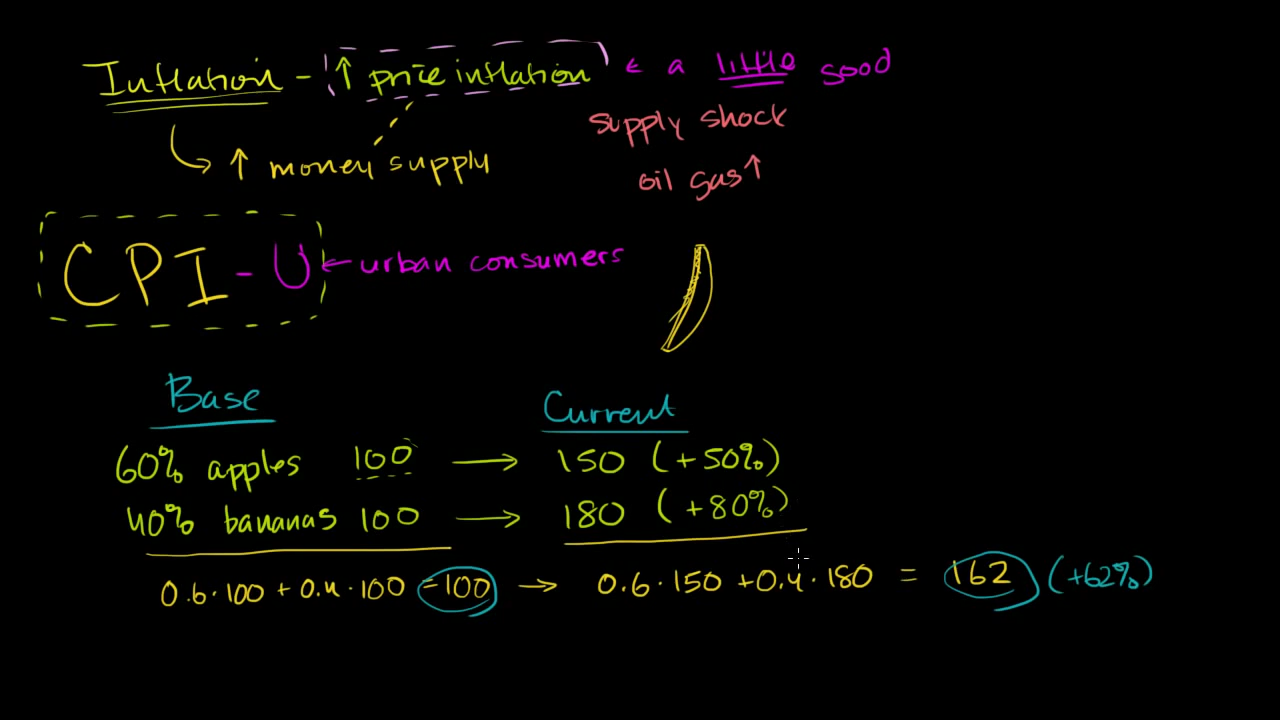 Inflation - ↑ price inflation ← a little good
supply shock
→ ↑ money supply
oil gas ↑
CPI - U ← urban consumers
Base
Current
60% apples 100 → 150 (+50%)
40% bananas 100 → 180 (+80%)
0.6·100 + 0.4·100 = 100 → 0.6·150 + 0.4·180 = 162 (+62%)